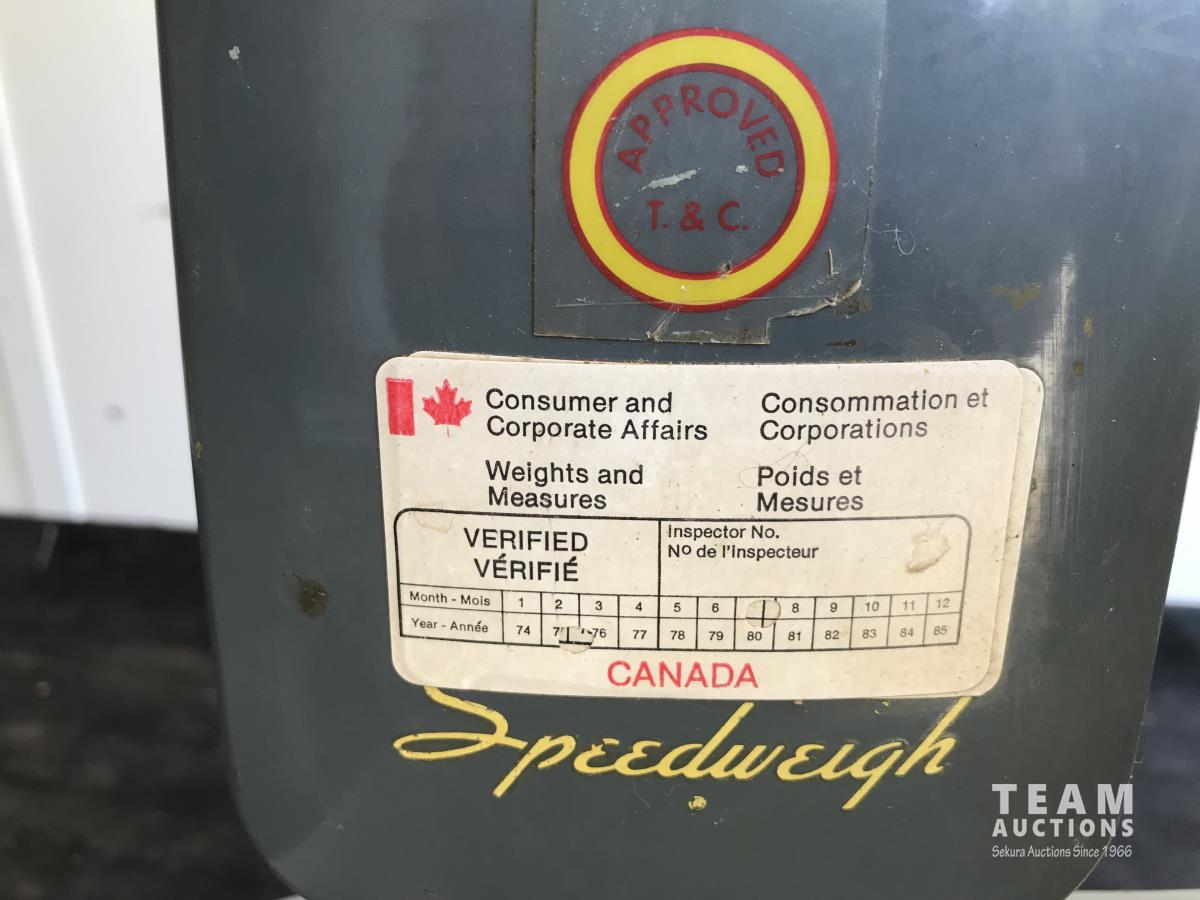 APPROVED
T. & C.
Consumer and
Corporate Affairs
Consommation et
Corporations
Weights and
Measures
Poids et
Mesures
VERIFIED
VÉRIFIÉ
Inspector No.
No de l'Inspecteur
Month - Mois 1 2 3 4 5 6 8 9 10 11 12
Year - Année 74 76 77 78 79 80 81 82 83 84 85
CANADA
Speedweigh
TEAM
AUCTIONS
Sekura Auctions Since 1966